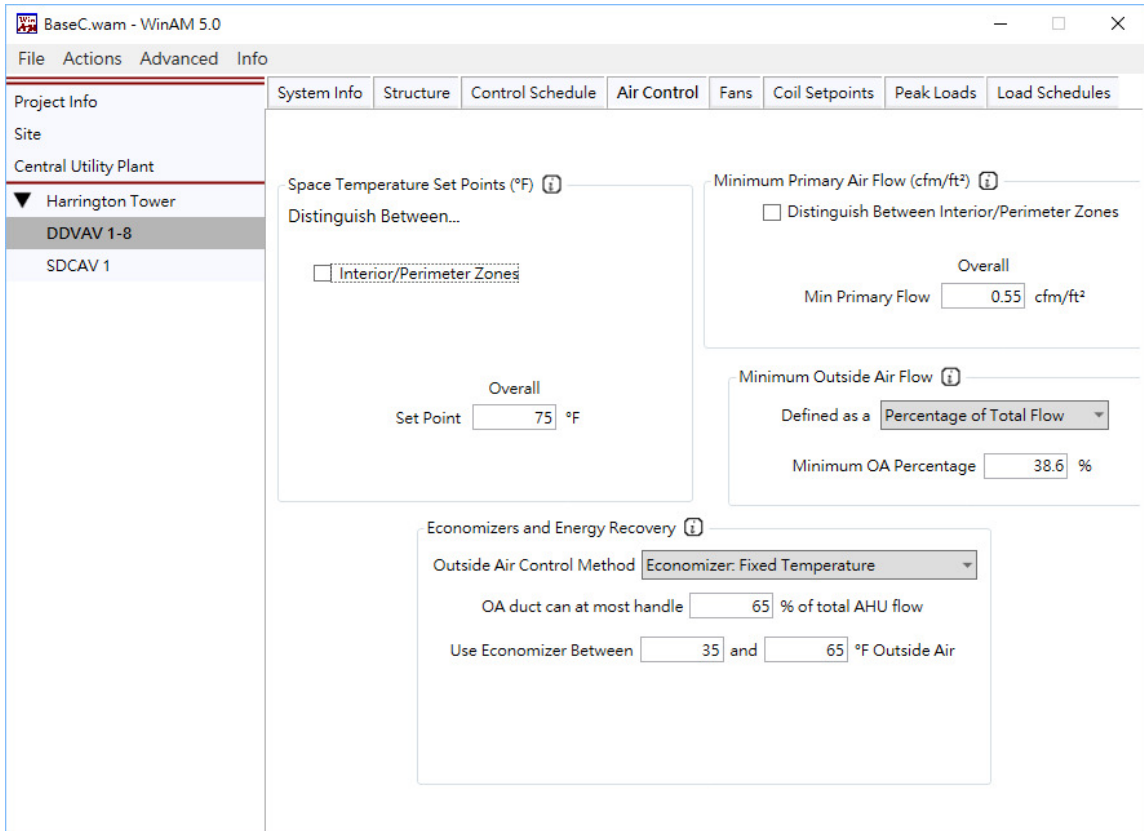 BaseC.wam - WinAM 5.0
File Actions Advanced Info
Project Info
Site
Central Utility Plant
Harrington Tower
DDVAV 1-8
SDCAV 1
System Info Structure Control Schedule Air Control Fans Coil Setpoints Peak Loads Load Schedules
Space Temperature Set Points (°F)
Distinguish Between...
Interior/Perimeter Zones
Overall
Set Point 75 °F
Minimum Primary Air Flow (cfm/ft²)
Distinguish Between Interior/Perimeter Zones
Overall
Min Primary Flow 0.55 cfm/ft²
Minimum Outside Air Flow
Defined as a Percentage of Total Flow
Minimum OA Percentage 38.6 %
Economizers and Energy Recovery
Outside Air Control Method Economizer: Fixed Temperature
OA duct can at most handle 65 % of total AHU flow
Use Economizer Between 35 and 65 °F Outside Air